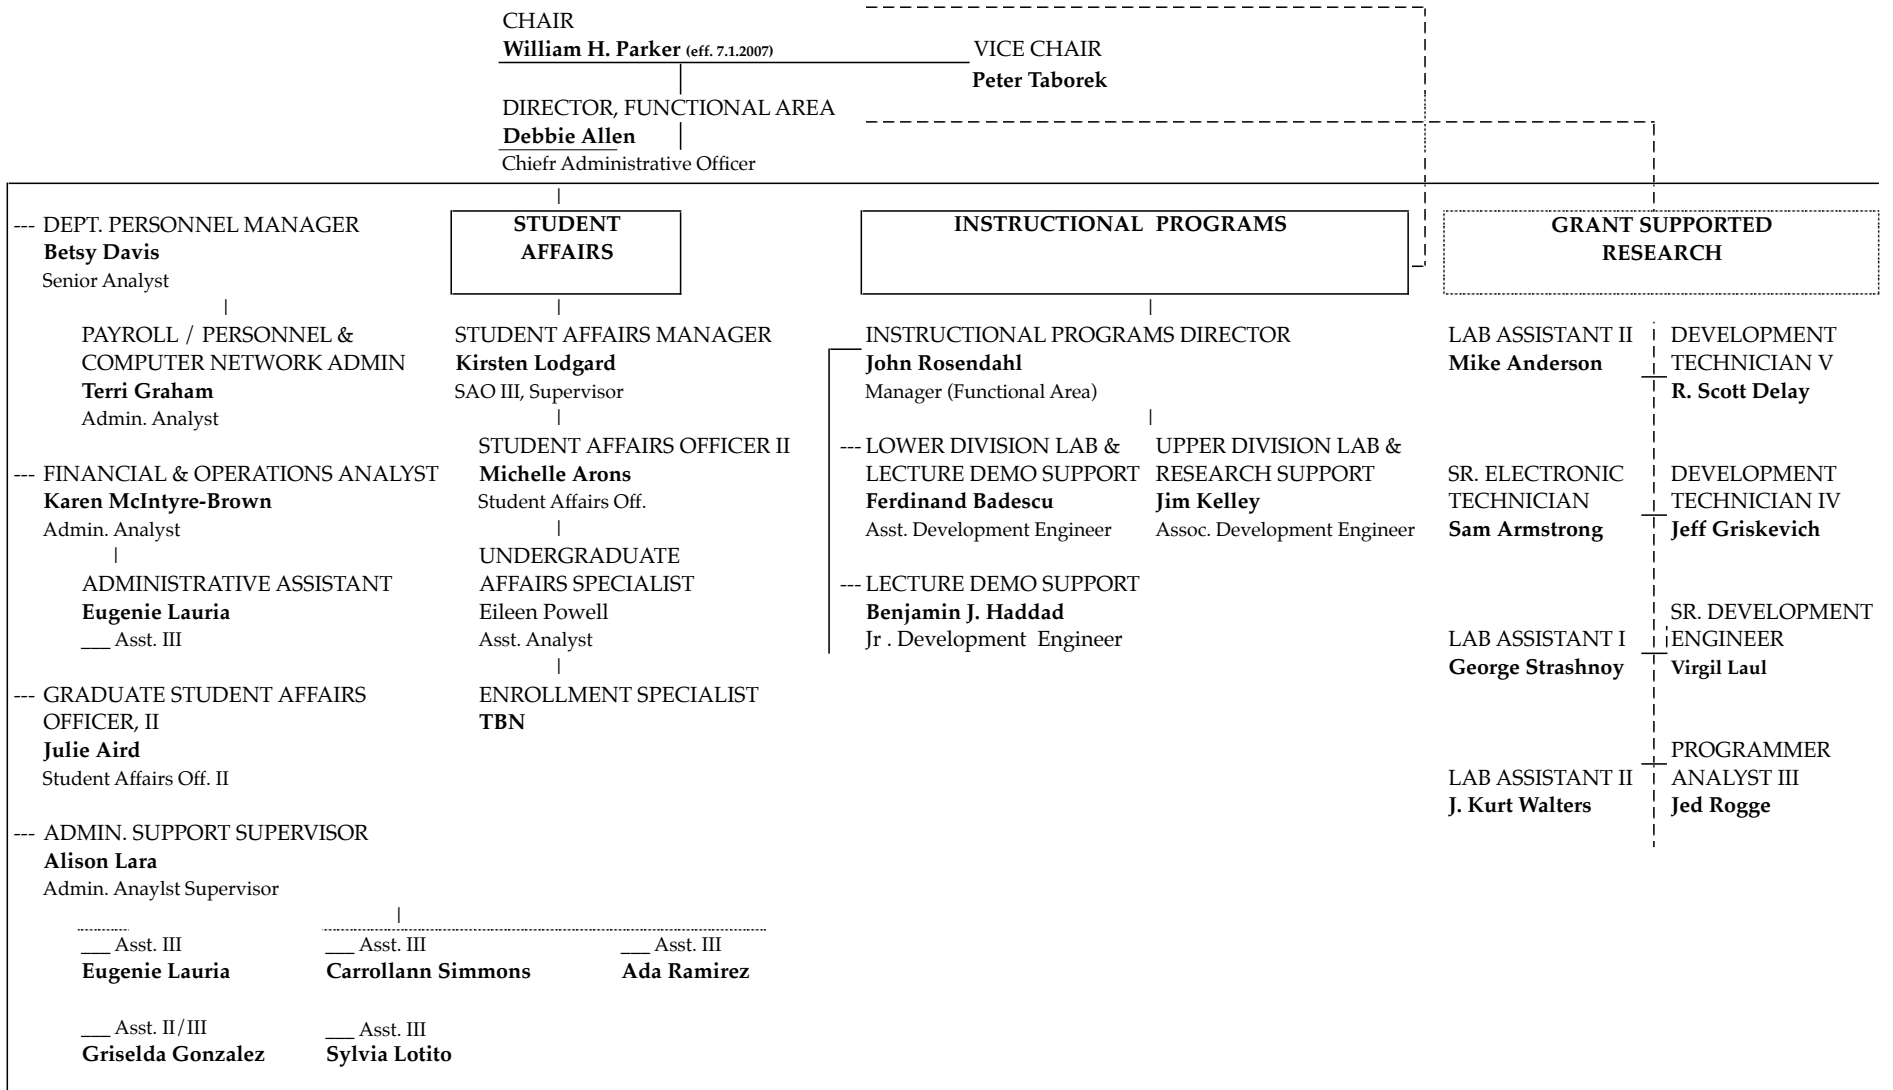 CHAIR
William H. Parker (eff. 7.1.2007)
VICE CHAIR
Peter Taborek
DIRECTOR, FUNCTIONAL AREA
Debbie Allen
Chiefr Administrative Officer
--- DEPT. PERSONNEL MANAGER
Betsy Davis
Senior Analyst
PAYROLL / PERSONNEL &
COMPUTER NETWORK ADMIN
Terri Graham
Admin. Analyst
--- FINANCIAL & OPERATIONS ANALYST
Karen McIntyre-Brown
Admin. Analyst
ADMINISTRATIVE ASSISTANT
Eugenie Lauria
___ Asst. III
--- GRADUATE STUDENT AFFAIRS
OFFICER, II
Julie Aird
Student Affairs Off. II
--- ADMIN. SUPPORT SUPERVISOR
Alison Lara
Admin. Anaylst Supervisor
___ Asst. III
Eugenie Lauria
___ Asst. III
Carrollann Simmons
___ Asst. III
Ada Ramirez
___ Asst. II/III
Griselda Gonzalez
___ Asst. III
Sylvia Lotito
STUDENT
AFFAIRS
STUDENT AFFAIRS MANAGER
Kirsten Lodgard
SAO III, Supervisor
STUDENT AFFAIRS OFFICER II
Michelle Arons
Student Affairs Off.
UNDERGRADUATE
AFFAIRS SPECIALIST
Eileen Powell
Asst. Analyst
ENROLLMENT SPECIALIST
TBN
INSTRUCTIONAL PROGRAMS
INSTRUCTIONAL PROGRAMS DIRECTOR
John Rosendahl
Manager (Functional Area)
--- LOWER DIVISION LAB &
LECTURE DEMO SUPPORT
Ferdinand Badescu
Asst. Development Engineer
UPPER DIVISION LAB &
RESEARCH SUPPORT
Jim Kelley
Assoc. Development Engineer
--- LECTURE DEMO SUPPORT
Benjamin J. Haddad
Jr . Development Engineer
GRANT SUPPORTED
RESEARCH
LAB ASSISTANT II
Mike Anderson
DEVELOPMENT
TECHNICIAN V
R. Scott Delay
SR. ELECTRONIC
TECHNICIAN
Sam Armstrong
DEVELOPMENT
TECHNICIAN IV
Jeff Griskevich
LAB ASSISTANT I
George Strashnoy
SR. DEVELOPMENT
ENGINEER
Virgil Laul
LAB ASSISTANT II
J. Kurt Walters
PROGRAMMER
ANALYST III
Jed Rogge